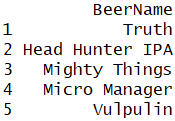 BeerName
1 Truth
2 Head Hunter IPA
3 Mighty Things
4 Micro Manager
5 Vulpulin